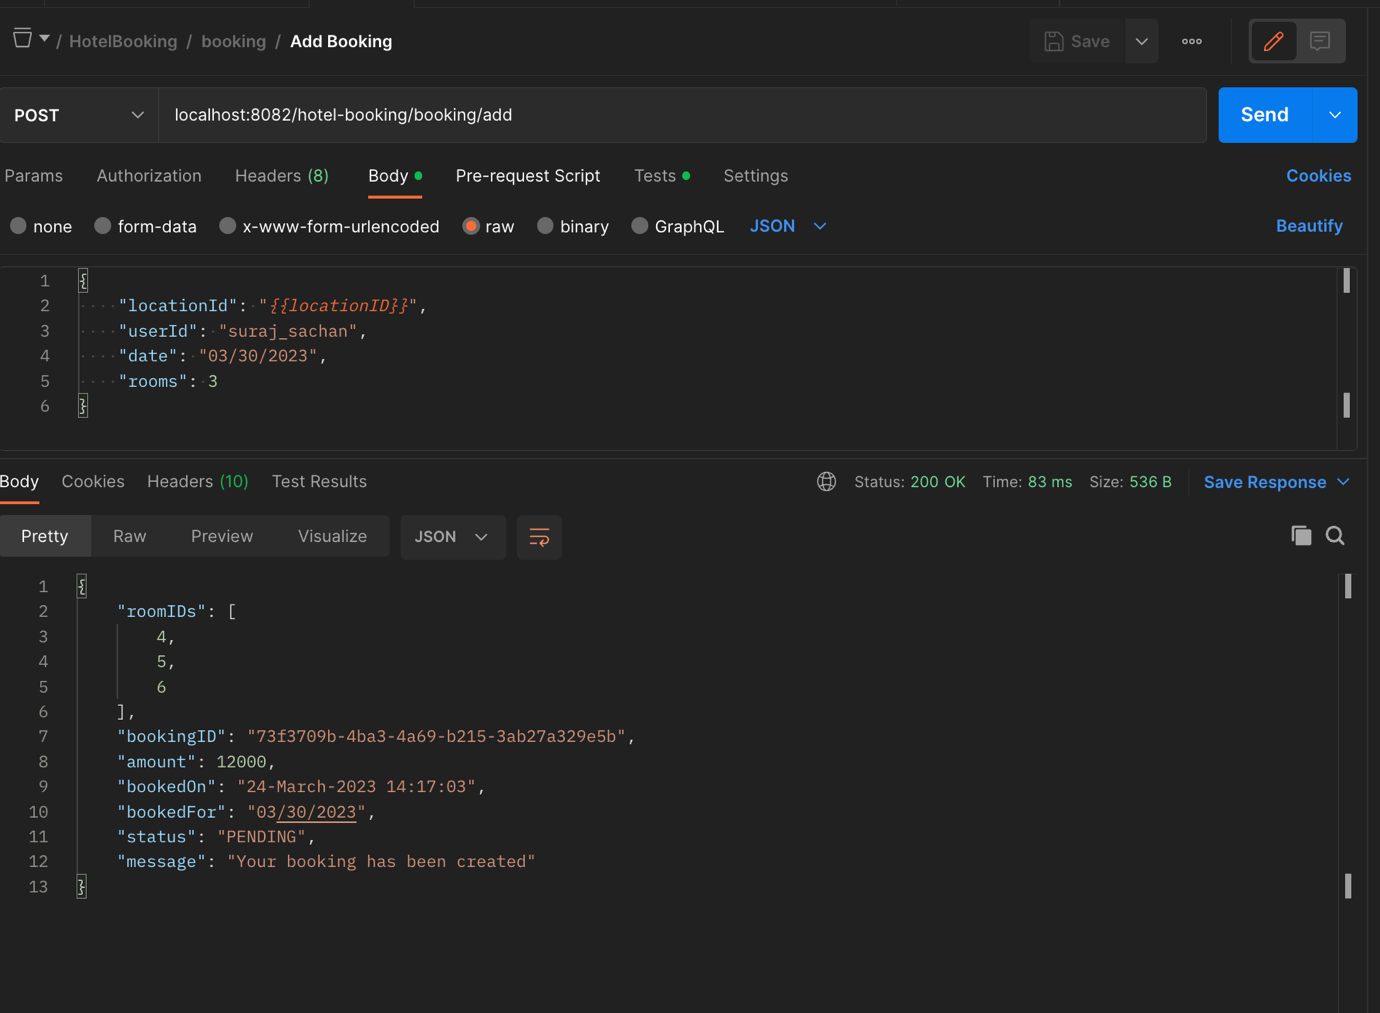 / HotelBooking / booking / Add Booking
Save
POST
localhost:8082/hotel-booking/booking/add
Send
Params Authorization Headers (8) Body Pre-request Script Tests Settings Cookies
none form-data x-www-form-urlencoded raw binary GraphQL JSON Beautify
1 {
2 "locationId": "{{locationID}}",
3 "userId": "suraj_sachan",
4 "date": "03/30/2023",
5 "rooms": 3
6 }
Body Cookies Headers (10) Test Results Status: 200 OK Time: 83 ms Size: 536 B Save Response
Pretty Raw Preview Visualize JSON
1 {
2 "roomIDs": [
3 4,
4 5,
5 6
6 ],
7 "bookingID": "73f3709b-4ba3-4a69-b215-3ab27a329e5b",
8 "amount": 12000,
9 "bookedOn": "24-March-2023 14:17:03",
10 "bookedFor": "03/30/2023",
11 "status": "PENDING",
12 "message": "Your booking has been created"
13 }